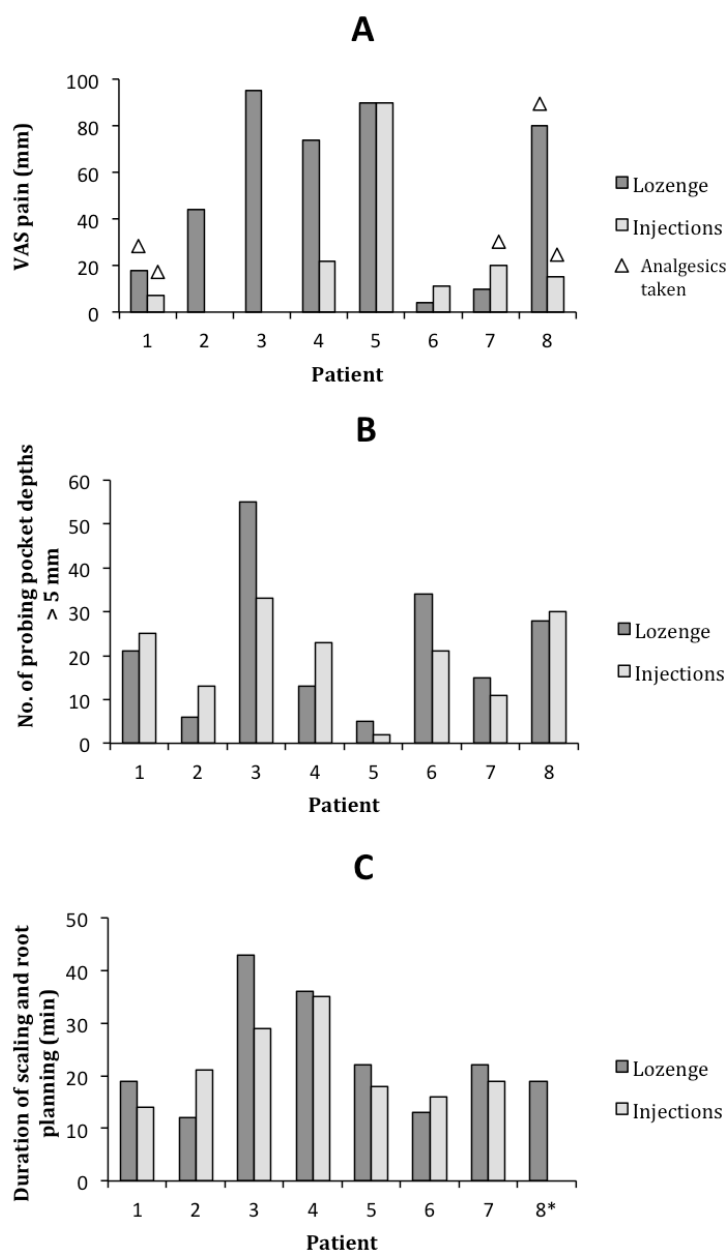 A
100
80
60
40
20
0
VAS pain (mm)
1 2 3 4 5 6 7 8
Patient
Lozenge
Injections
Analgesics
taken
B
60
50
40
30
20
10
0
No. of probing pocket depths
> 5 mm
1 2 3 4 5 6 7 8
Patient
Lozenge
Injections
C
50
40
30
20
10
0
Duration of scaling and root
planning (min)
1 2 3 4 5 6 7 8*
Patient
Lozenge
Injections